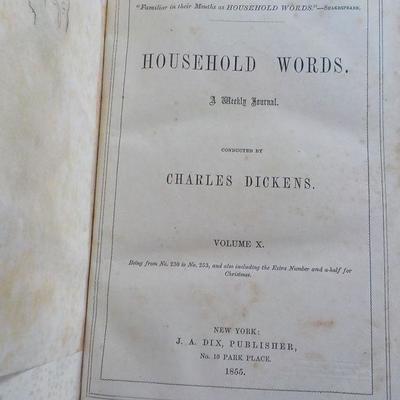 "Familiar in their Mouths as HOUSEHOLD WORDS."—SHAKESPEARE.
HOUSEHOLD WORDS.
A Weekly Journal.
CONDUCTED BY
CHARLES DICKENS.
VOLUME X.
Being from No. 230 to No. 253, and also including the Extra Number and a-half for
Christmas.
NEW YORK:
J. A. DIX, PUBLISHER,
No. 10 PARK PLACE.
1855.